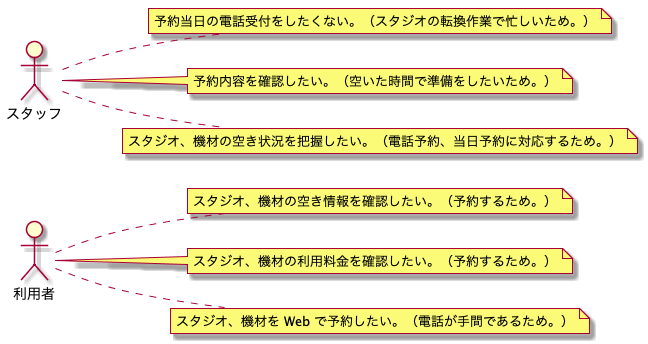 予約当日の電話受付をしたくない。（スタジオの転換作業で忙しいため。）
スタッフ
予約内容を確認したい。（空いた時間で準備をしたいため。）
スタジオ、機材の空き状況を把握したい。（電話予約、当日予約に対応するため。）
スタジオ、機材の空き情報を確認したい。（予約するため。）
利用者
スタジオ、機材の利用料金を確認したい。（予約するため。）
スタジオ、機材を Web で予約したい。（電話が手間であるため。）